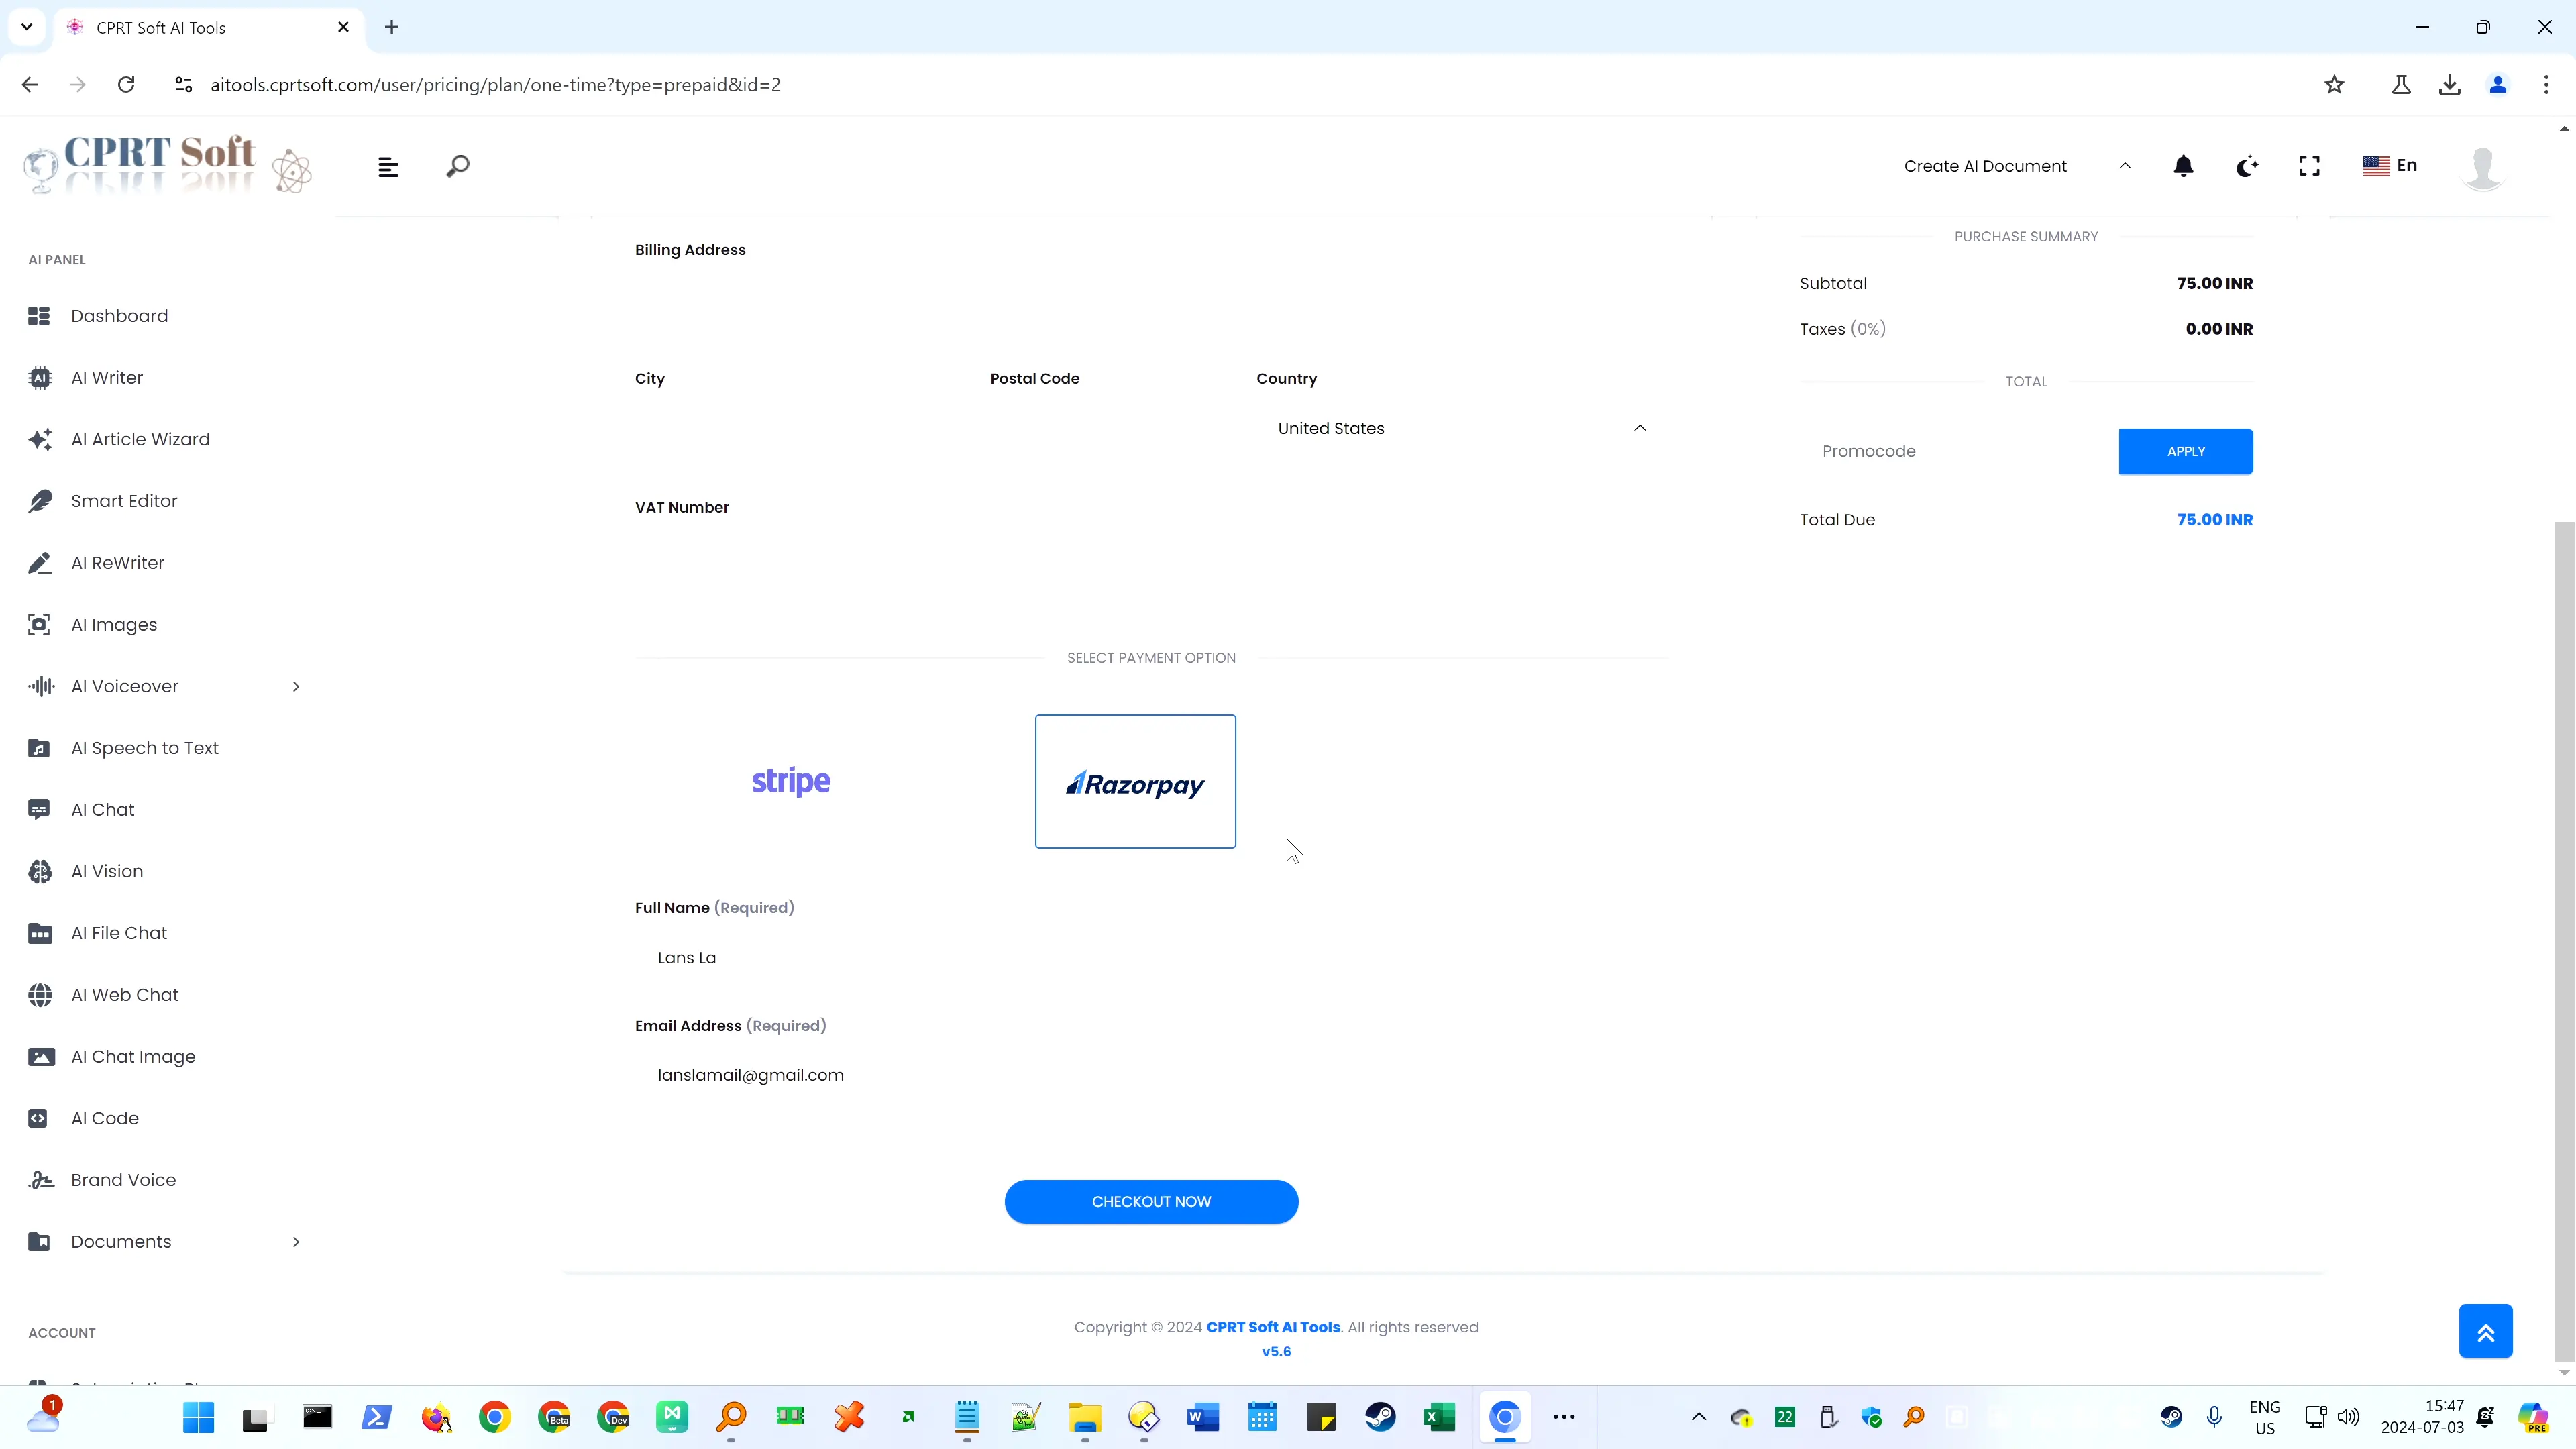 CPRT Soft AI Tools
aitools.cprtsoft.com/user/pricing/plan/one-time?type=prepaid&id=2
CPRT Soft
Create AI Document
En
AI PANEL
Dashboard
AI Writer
AI Article Wizard
Smart Editor
AI ReWriter
AI Images
AI Voiceover
AI Speech to Text
AI Chat
AI Vision
AI File Chat
AI Web Chat
AI Chat Image
AI Code
Brand Voice
Documents
ACCOUNT
Billing Address
City
Postal Code
Country
United States
VAT Number
SELECT PAYMENT OPTION
stripe
Razorpay
Full Name (Required)
Lans La
Email Address (Required)
lanslamail@gmail.com
CHECKOUT NOW
PURCHASE SUMMARY
Subtotal 75.00 INR
Taxes (0%) 0.00 INR
TOTAL
Promocode
APPLY
Total Due 75.00 INR
Copyright © 2024 CPRT Soft AI Tools. All rights reserved
v5.6
1
Beta
Dev
22
ENG
US
15:47
2024-07-03
PRE